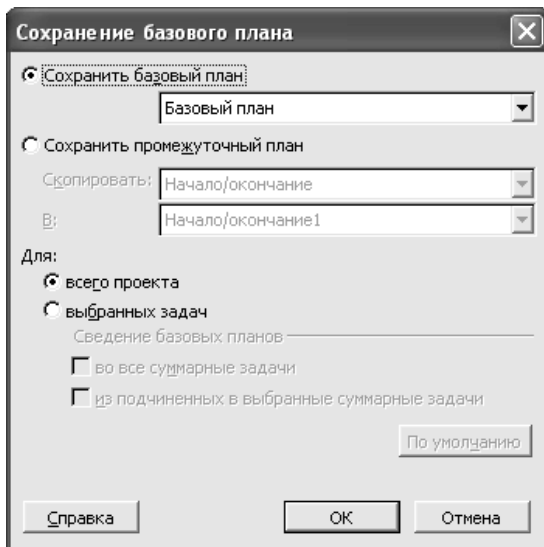 Сохранение базового плана
Сохранить базовый план
Базовый план
Сохранить промежуточный план
Скопировать: Начало/окончание
В: Начало/окончание1
Для:
всего проекта
выбранных задач
Сведение базовых планов
во все суммарные задачи
из подчиненных в выбранные суммарные задачи
По умолчанию
Справка ОК Отмена